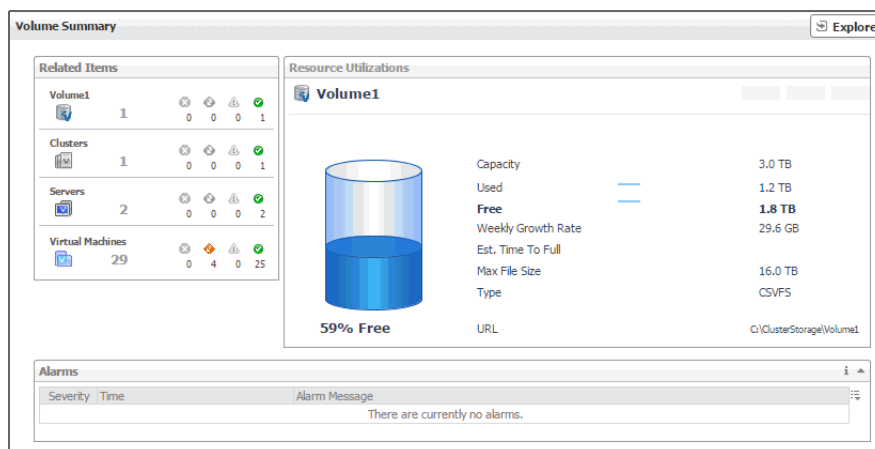 Volume Summary
Explore
Related Items
Volume1
1
0 0 0 1
Clusters
1
0 0 0 1
Servers
2
0 0 0 2
Virtual Machines
29
0 4 0 25
Resource Utilizations
Volume1
Capacity 3.0 TB
Used 1.2 TB
Free 1.8 TB
Weekly Growth Rate 29.6 GB
Est. Time To Full
Max File Size 16.0 TB
Type CSVFS
59% Free
URL C:\ClusterStorage\Volume1
Alarms
Severity Time Alarm Message
There are currently no alarms.